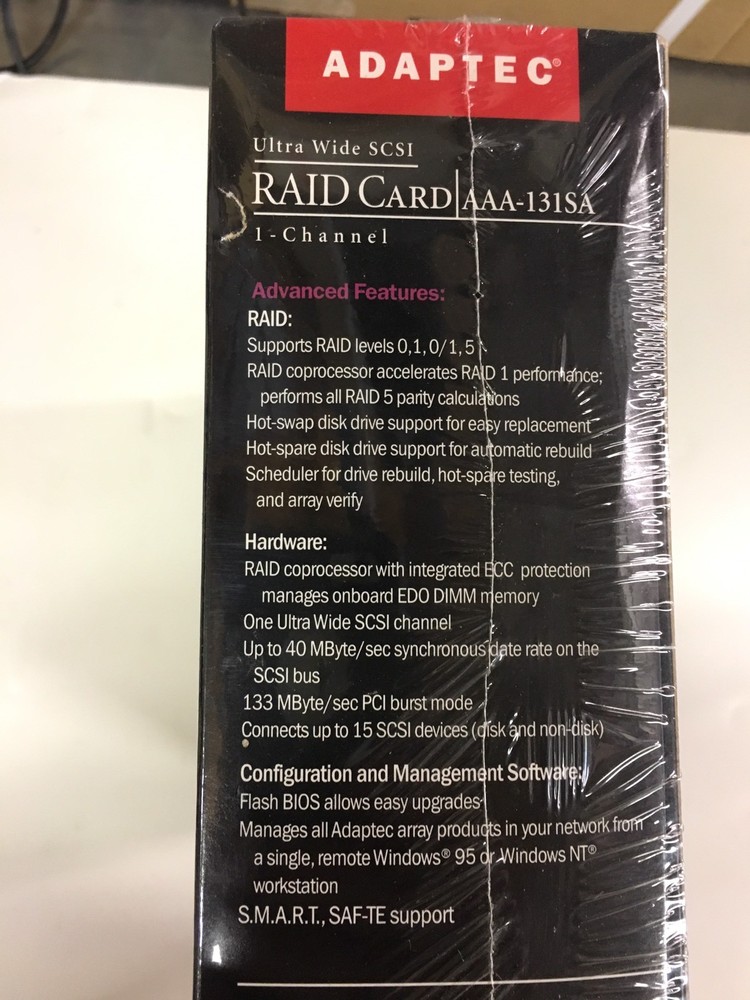 ADAPTEC®
Ultra Wide SCSI
RAID CARD|AAA-131SA
1-Channel
Advanced Features:
RAID:
Supports RAID levels 0,1,0/1,5
RAID coprocessor accelerates RAID 1 performance;
performs all RAID 5 parity calculations
Hot-swap disk drive support for easy replacement
Hot-spare disk drive support for automatic rebuild
Scheduler for drive rebuild, hot-spare testing,
and array verify
Hardware:
RAID coprocessor with integrated ECC protection
manages onboard EDO DIMM memory
One Ultra Wide SCSI channel
Up to 40 MByte/sec synchronous date rate on the
SCSI bus
133 MByte/sec PCI burst mode
Connects up to 15 SCSI devices (disk and non-disk)
Configuration and Management Software:
Flash BIOS allows easy upgrades
Manages all Adaptec array products in your network from
a single, remote Windows® 95 or Windows NT®
workstation
S.M.A.R.T., SAF-TE support